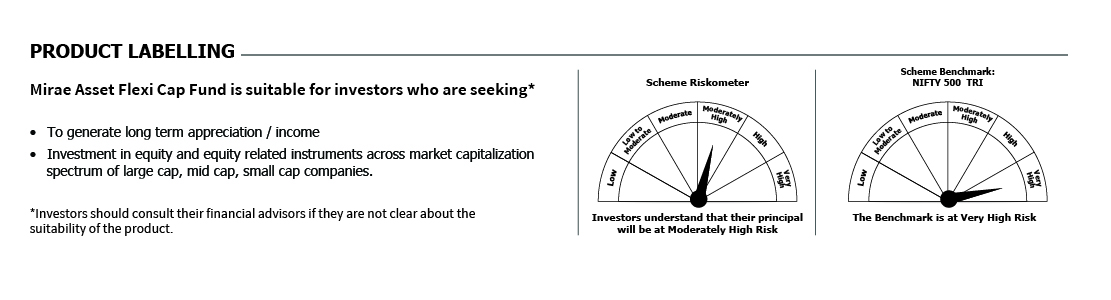 PRODUCT LABELLING
Mirae Asset Flexi Cap Fund is suitable for investors who are seeking*
• To generate long term appreciation / income
• Investment in equity and equity related instruments across market capitalization
spectrum of large cap, mid cap, small cap companies.
*Investors should consult their financial advisors if they are not clear about the
suitability of the product.
Scheme Riskometer
Low
Low to
Moderate
Moderate
Moderately
High
High
Very
High
Investors understand that their principal
will be at Moderately High Risk
Scheme Benchmark:
NIFTY 500 TRI
Low
Low to
Moderate
Moderate
Moderately
High
High
Very
High
The Benchmark is at Very High Risk